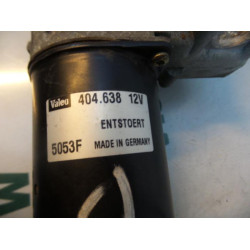 Valeo 404.638 12V
ENTSTOERT
5053F MADE IN GERMANY